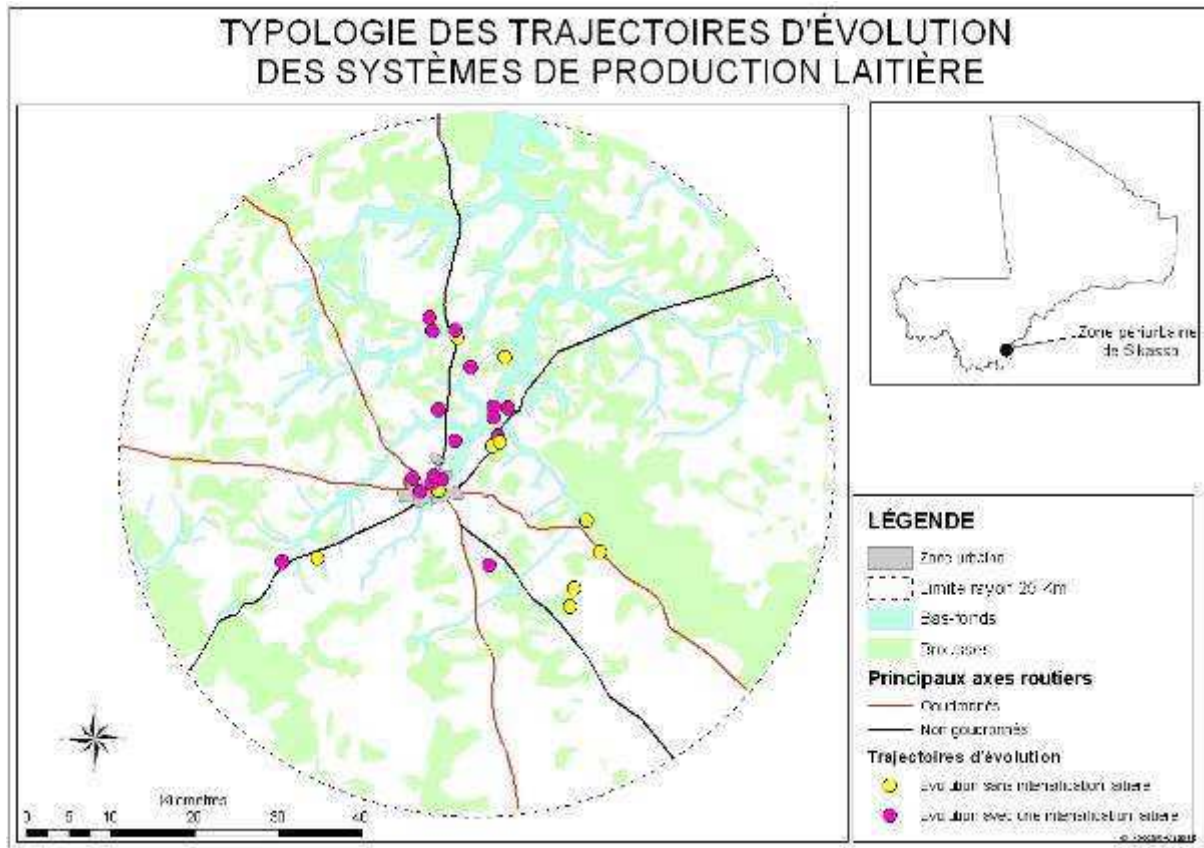 TYPOLOGIE DES TRAJECTOIRES D'ÉVOLUTION
DES SYSTÈMES DE PRODUCTION LAITIÈRE
Zone périurbaine
de Sikasso
LÉGENDE
Zone urbaine
Limite rayon Km
Bas-fonds
Brousses
Principaux axes routiers
Goudronnés
Non goudronnés
Trajectoires d'évolution
Evolution sans intensification laitière
Evolution avec une intensification laitière
Kilometres
0 5 10 20 30 40